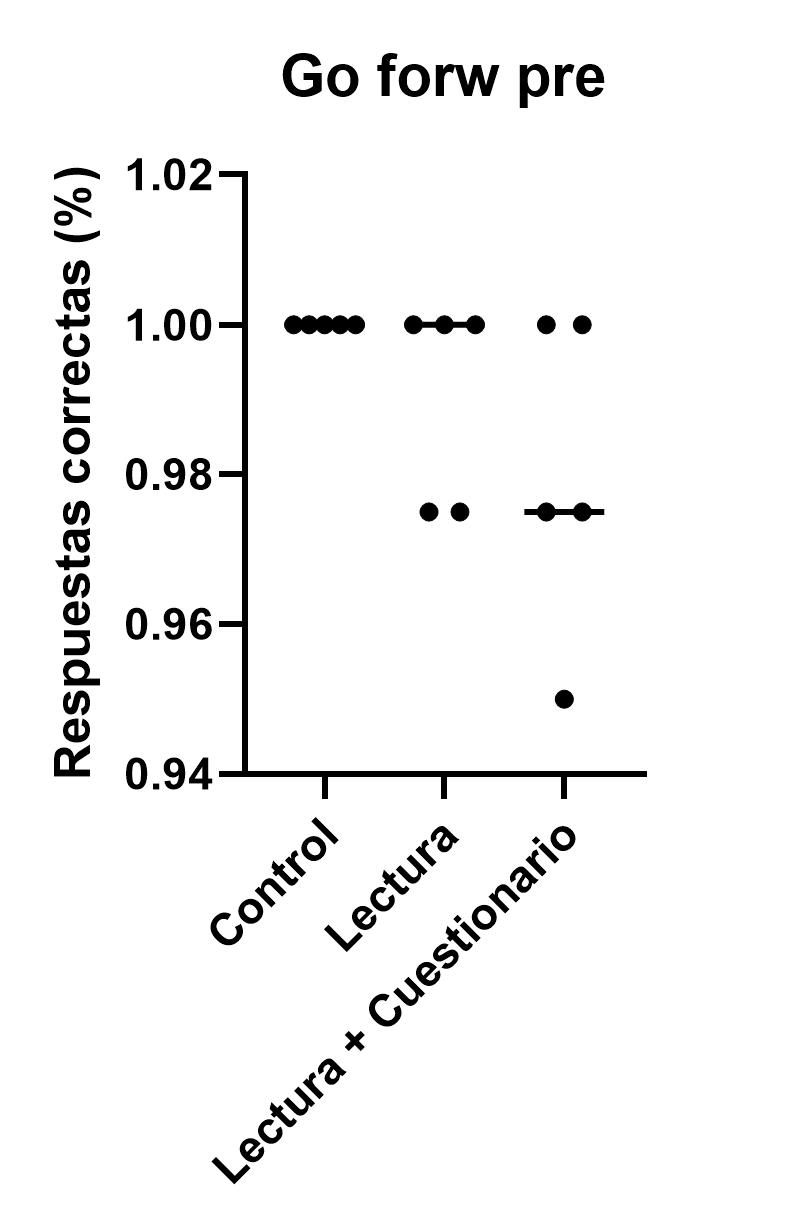 Go forw pre
Respuestas correctas (%)
1.02
1.00
0.98
0.96
0.94
Control
Lectura
Lectura + Cuestionario